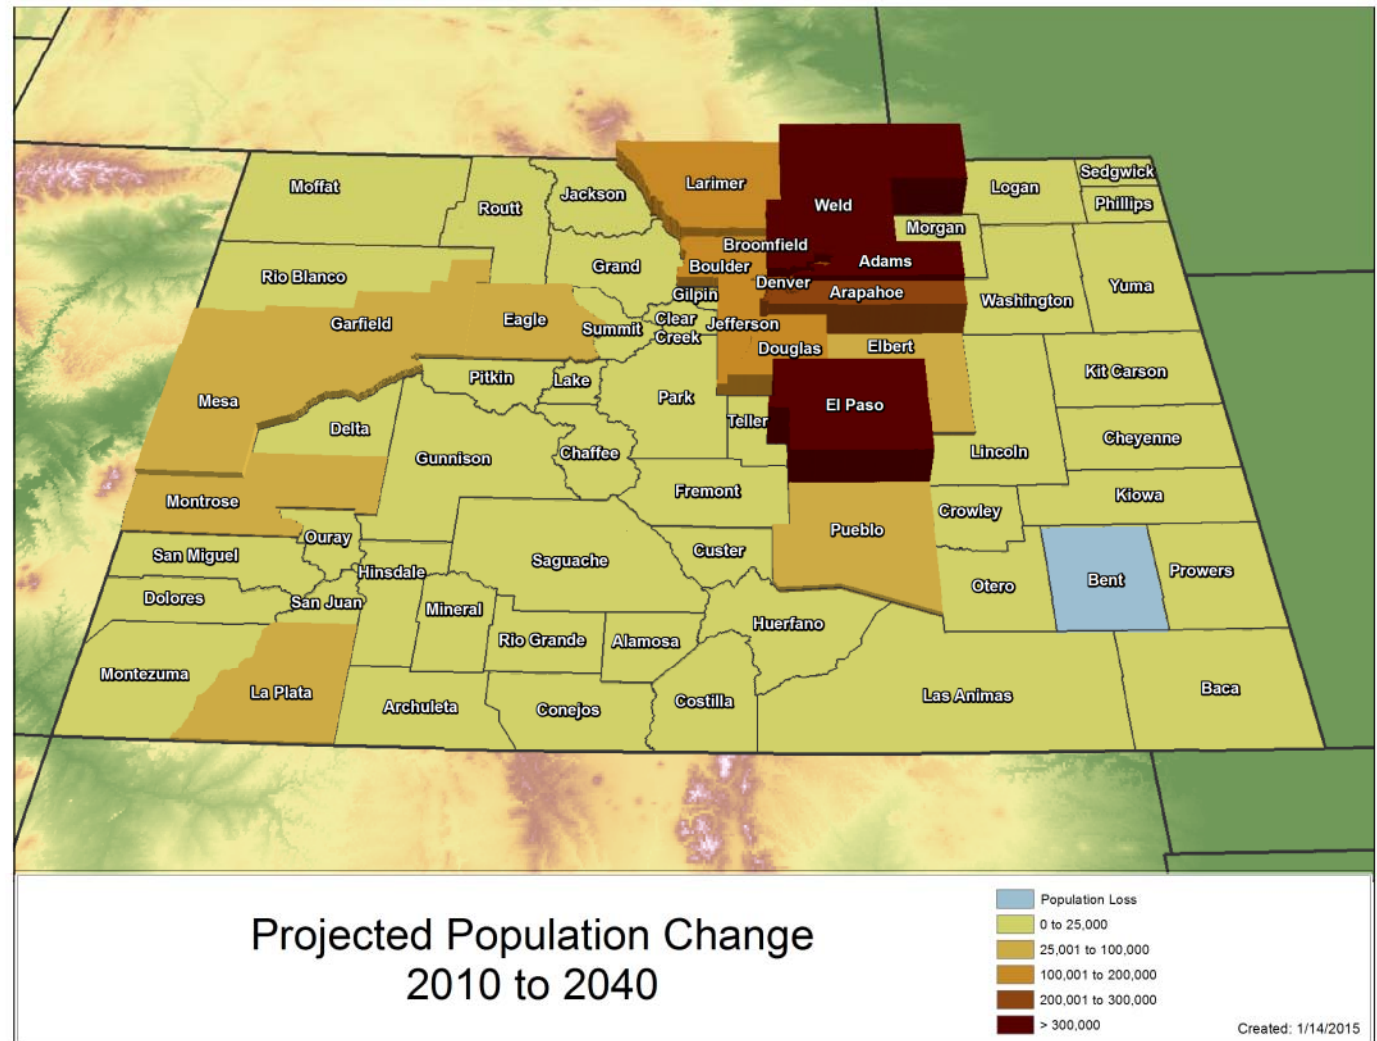 Moffat
Routt
Jackson
Larimer
Weld
Logan
Sedgwick
Phillips
Morgan
Rio Blanco
Grand
Broomfield
Boulder
Adams
Gilpin
Denver
Arapahoe
Washington
Yuma
Garfield
Eagle
Summit
Clear
Creek
Jefferson
Douglas
Elbert
Mesa
Pitkin
Lake
Park
El Paso
Kit Carson
Delta
Teller
Gunnison
Chaffee
Lincoln
Cheyenne
Montrose
Fremont
Crowley
Kiowa
Ouray
San Miguel
Saguache
Custer
Pueblo
Hinsdale
Otero
Bent
Prowers
Dolores
San Juan
Mineral
Rio Grande
Alamosa
Huerfano
Montezuma
La Plata
Archuleta
Conejos
Costilla
Las Animas
Baca
Projected Population Change
2010 to 2040
Population Loss
0 to 25,000
25,001 to 100,000
100,001 to 200,000
200,001 to 300,000
> 300,000
Created: 1/14/2015